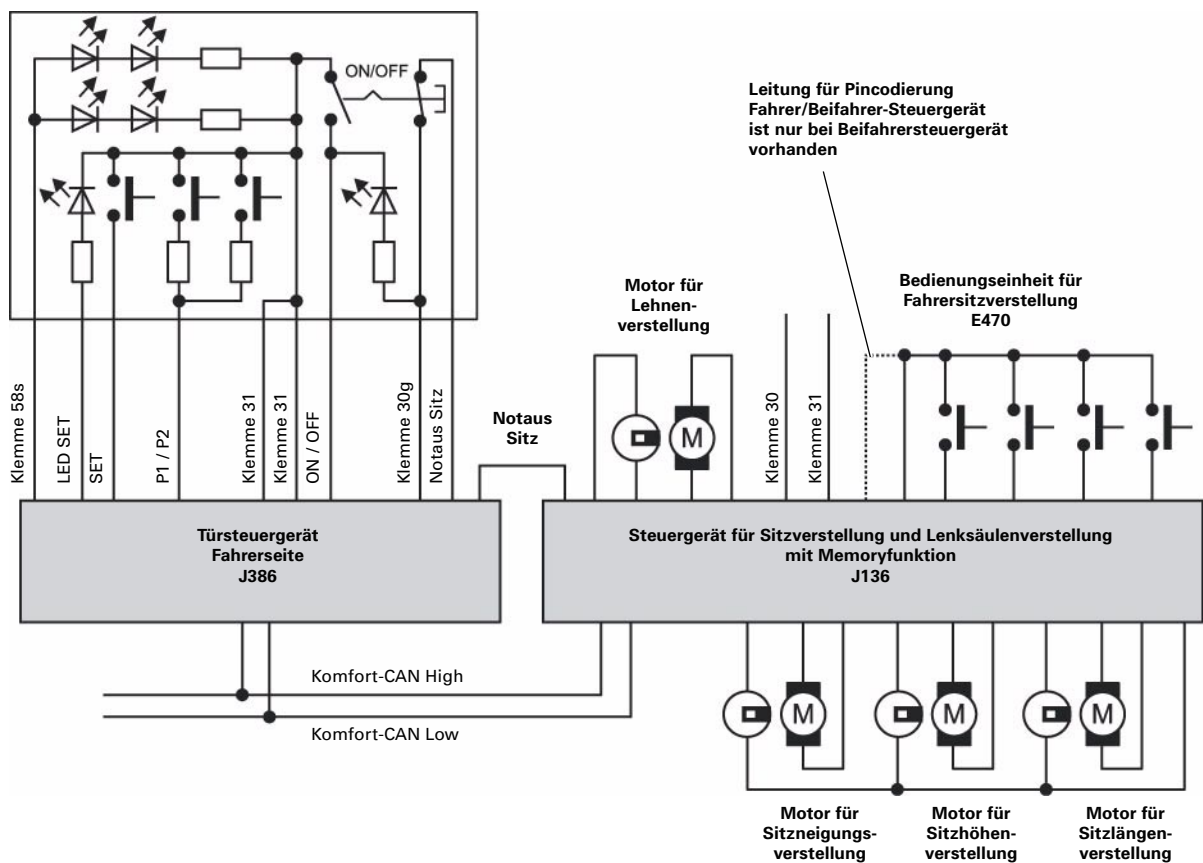 ON/OFF
Leitung für Pincodierung
Fahrer/Beifahrer-Steuergerät
ist nur bei Beifahrersteuergerät
vorhanden
Motor für
Lehnen-
verstellung
Bedienungseinheit für
Fahrersitzverstellung
E470
Klemme 58s
LED SET
SET
P1 / P2
Klemme 31
Klemme 31
ON / OFF
Klemme 30g
Notaus Sitz
Notaus
Sitz
Klemme 30
Klemme 31
M
Türsteuergerät
Fahrerseite
J386
Steuergerät für Sitzverstellung und Lenksäulenverstellung
mit Memoryfunktion
J136
Komfort-CAN High
Komfort-CAN Low
M
M
M
Motor für
Sitzneigungs-
verstellung
Motor für
Sitzhöhen-
verstellung
Motor für
Sitzlängen-
verstellung